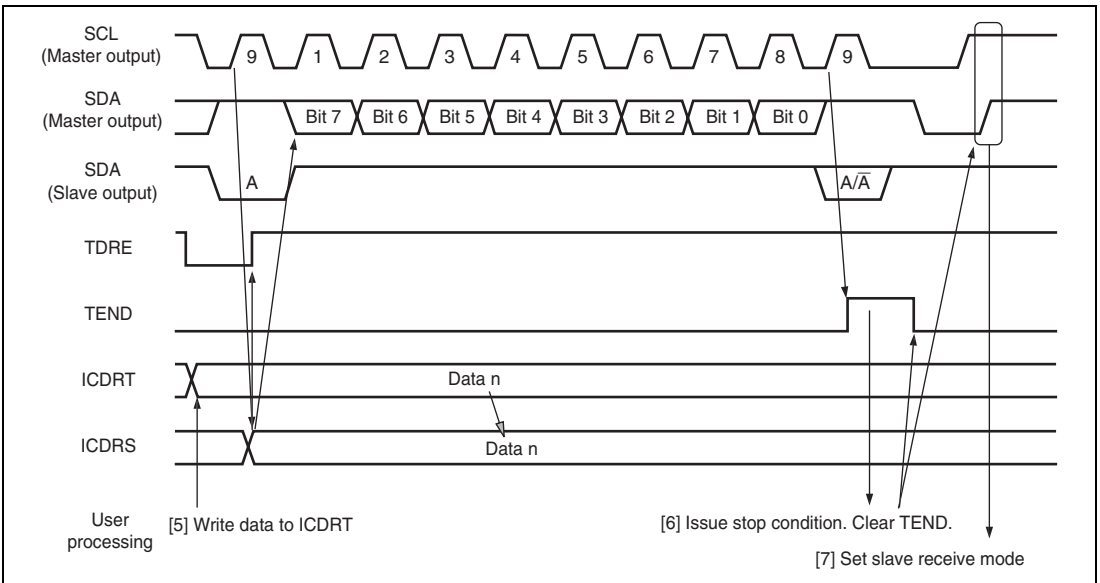 SCL
(Master output)
9 1 2 3 4 5 6 7 8 9
SDA
(Master output)
Bit 7 Bit 6 Bit 5 Bit 4 Bit 3 Bit 2 Bit 1 Bit 0
SDA
(Slave output)
A A/A̅
TDRE
TEND
ICDRT
Data n
ICDRS
Data n
User
processing
[5] Write data to ICDRT
[6] Issue stop condition. Clear TEND.
[7] Set slave receive mode